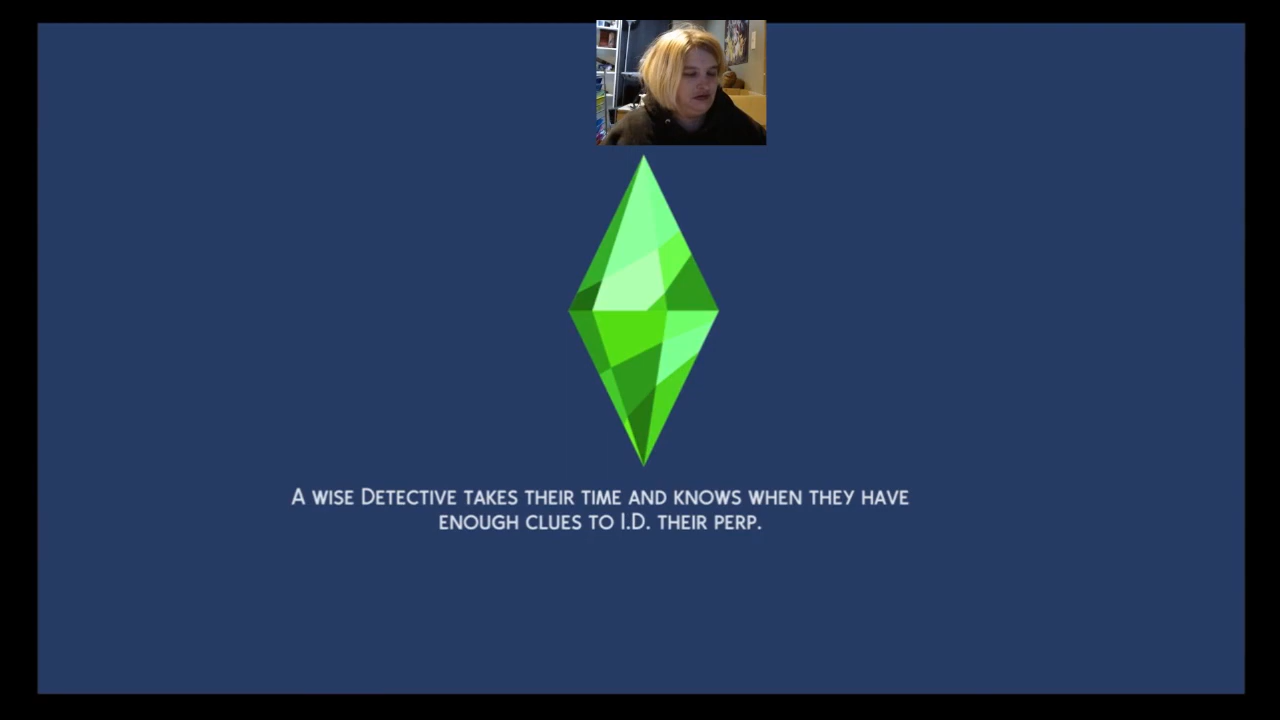 A wise Detective takes their time and knows when they have
enough clues to I.D. their perp.